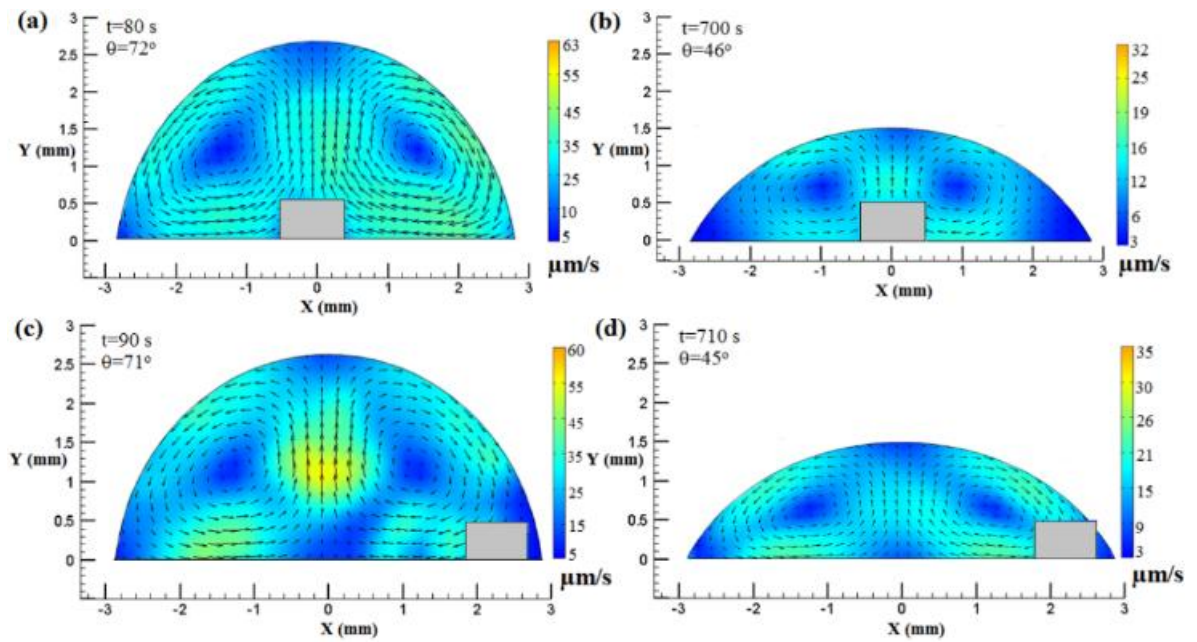 (a)
t=80 s
θ=72°
3
2.5
2
1.5
1
0.5
0
Y (mm)
-3 -2 -1 0 1 2 3
X (mm)
63
55
45
35
25
10
5
μm/s
(b)
t=700 s
θ=46°
3
2.5
2
1.5
1
0.5
0
Y (mm)
-3 -2 -1 0 1 2 3
X (mm)
32
25
19
16
12
6
3
μm/s
(c)
t=90 s
θ=71°
3
2.5
2
1.5
1
0.5
0
Y (mm)
-3 -2 -1 0 1 2 3
X (mm)
60
55
45
35
25
15
5
μm/s
(d)
t=710 s
θ=45°
3
2.5
2
1.5
1
0.5
0
Y (mm)
-3 -2 -1 0 1 2 3
X (mm)
35
30
26
21
15
9
3
μm/s